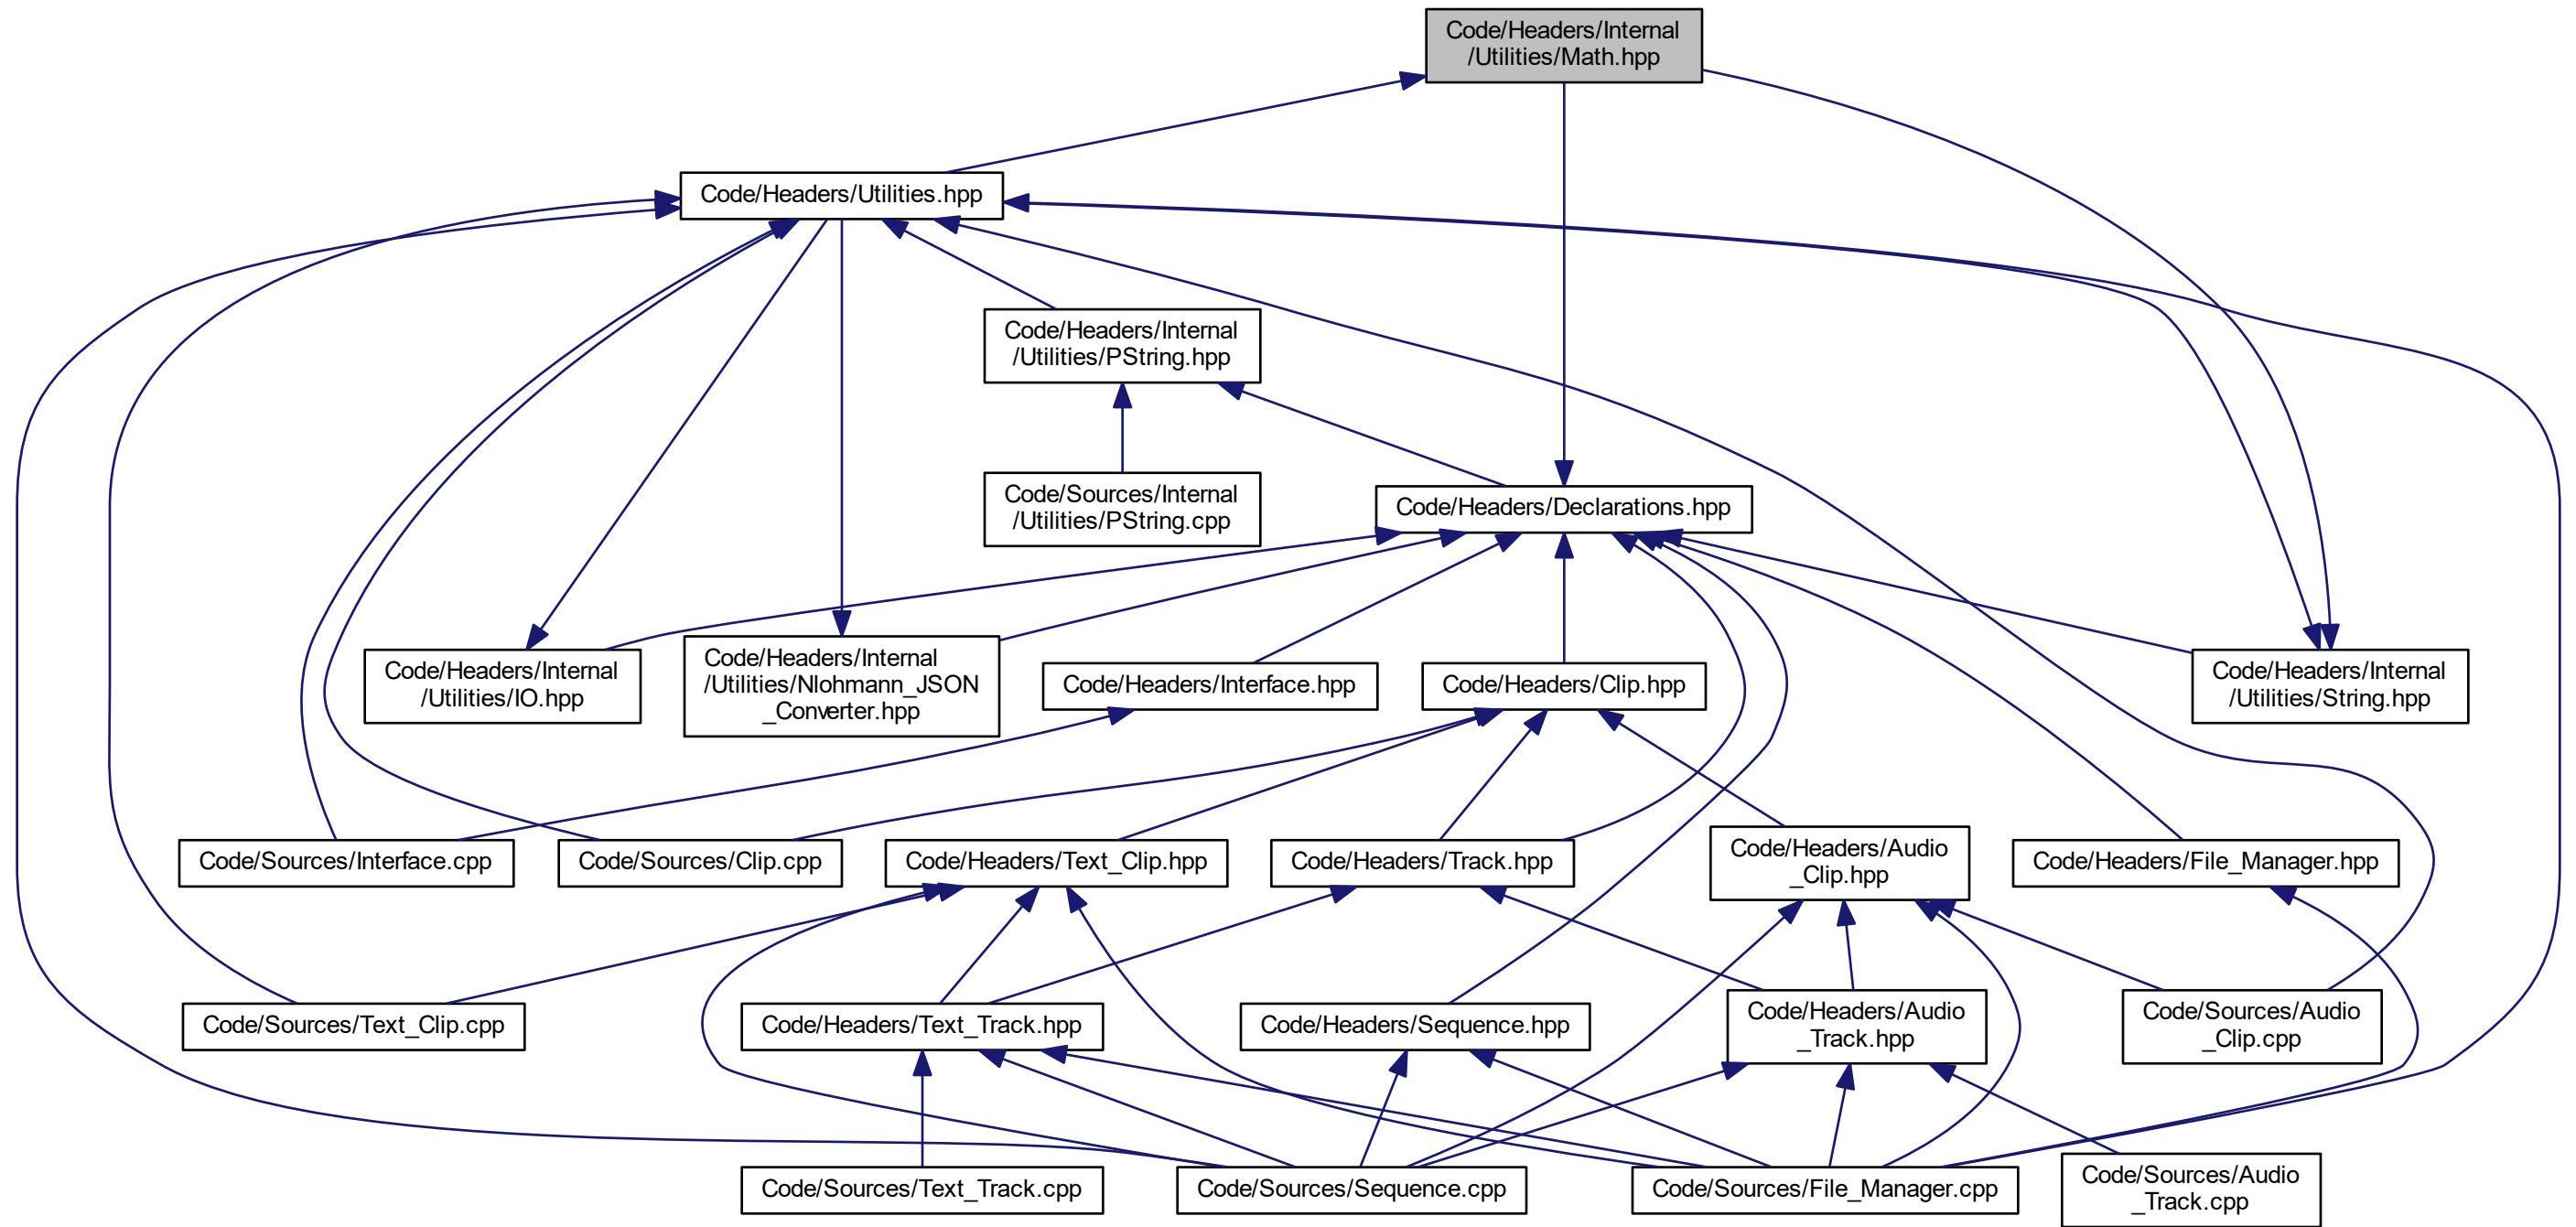 Code/Headers/Internal
/Utilities/Math.hpp
Code/Headers/Utilities.hpp
Code/Headers/Internal
/Utilities/PString.hpp
Code/Sources/Internal
/Utilities/PString.cpp
Code/Headers/Declarations.hpp
Code/Headers/Internal
/Utilities/IO.hpp
Code/Headers/Internal
/Utilities/Nlohmann_JSON
_Converter.hpp
Code/Headers/Interface.hpp
Code/Headers/Clip.hpp
Code/Headers/Internal
/Utilities/String.hpp
Code/Sources/Interface.cpp
Code/Sources/Clip.cpp
Code/Headers/Text_Clip.hpp
Code/Headers/Track.hpp
Code/Headers/Audio
_Clip.hpp
Code/Headers/File_Manager.hpp
Code/Sources/Text_Clip.cpp
Code/Headers/Text_Track.hpp
Code/Headers/Sequence.hpp
Code/Headers/Audio
_Track.hpp
Code/Sources/Audio
_Clip.cpp
Code/Sources/Text_Track.cpp
Code/Sources/Sequence.cpp
Code/Sources/File_Manager.cpp
Code/Sources/Audio
_Track.cpp